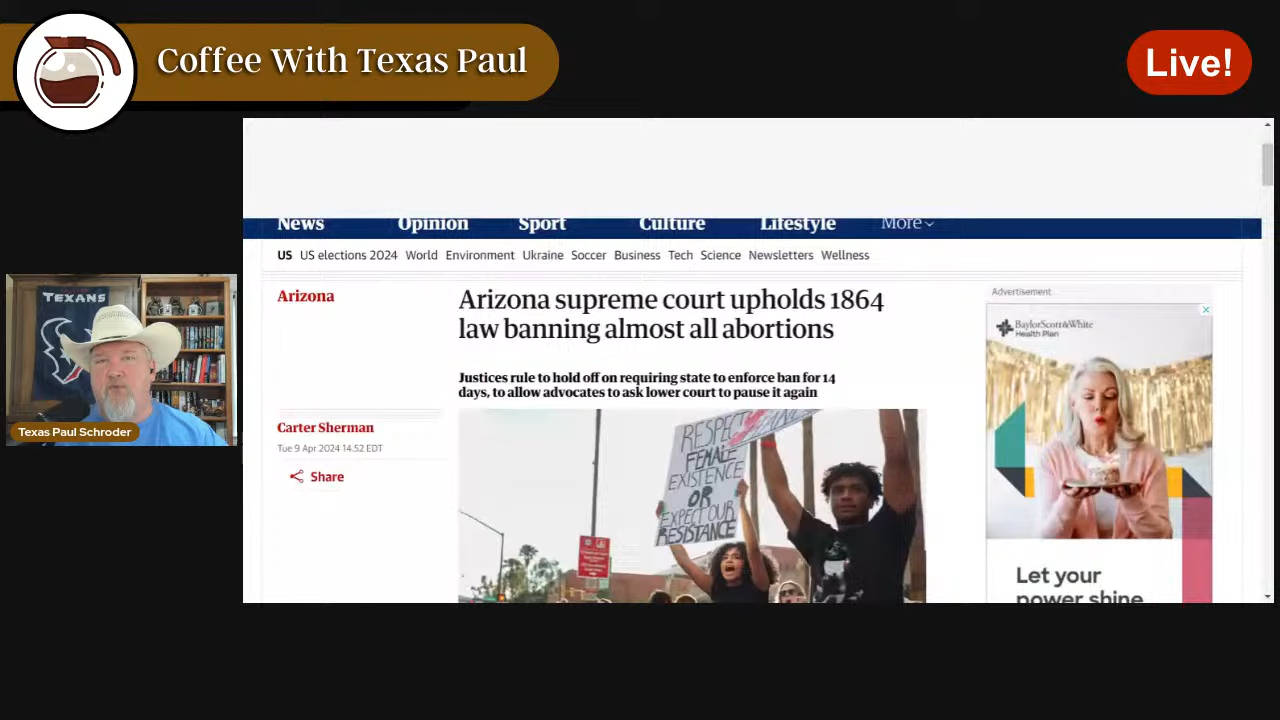 Coffee With Texas Paul
Live!
News Opinion Sport Culture Lifestyle More
US US elections 2024 World Environment Ukraine Soccer Business Tech Science Newsletters Wellness
Arizona
Arizona supreme court upholds 1864
law banning almost all abortions
Justices rule to hold off on requiring state to enforce ban for 14
days, to allow advocates to ask lower court to pause it again
Carter Sherman
Tue 9 Apr 2024 14.52 EDT
Share
RESPECT
FEMALE
EXISTENCE
OR
EXPECT OUR
RESISTANCE
Advertisement
BaylorScott&White
Health Plan
Let your
power shine
TEXANS
Texas Paul Schroder